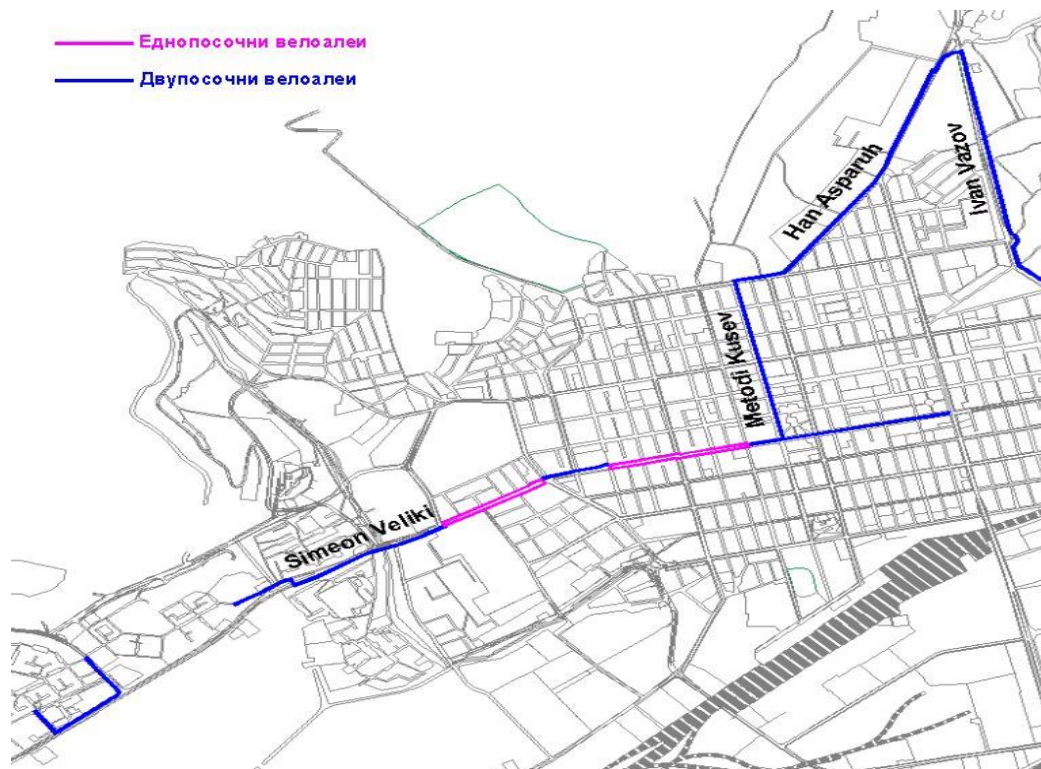 Еднопосочни велоалеи
Двупосочни велоалеи
Han Asparuh
Ivan Vazov
Metodi Kusev
Simeon Veliki